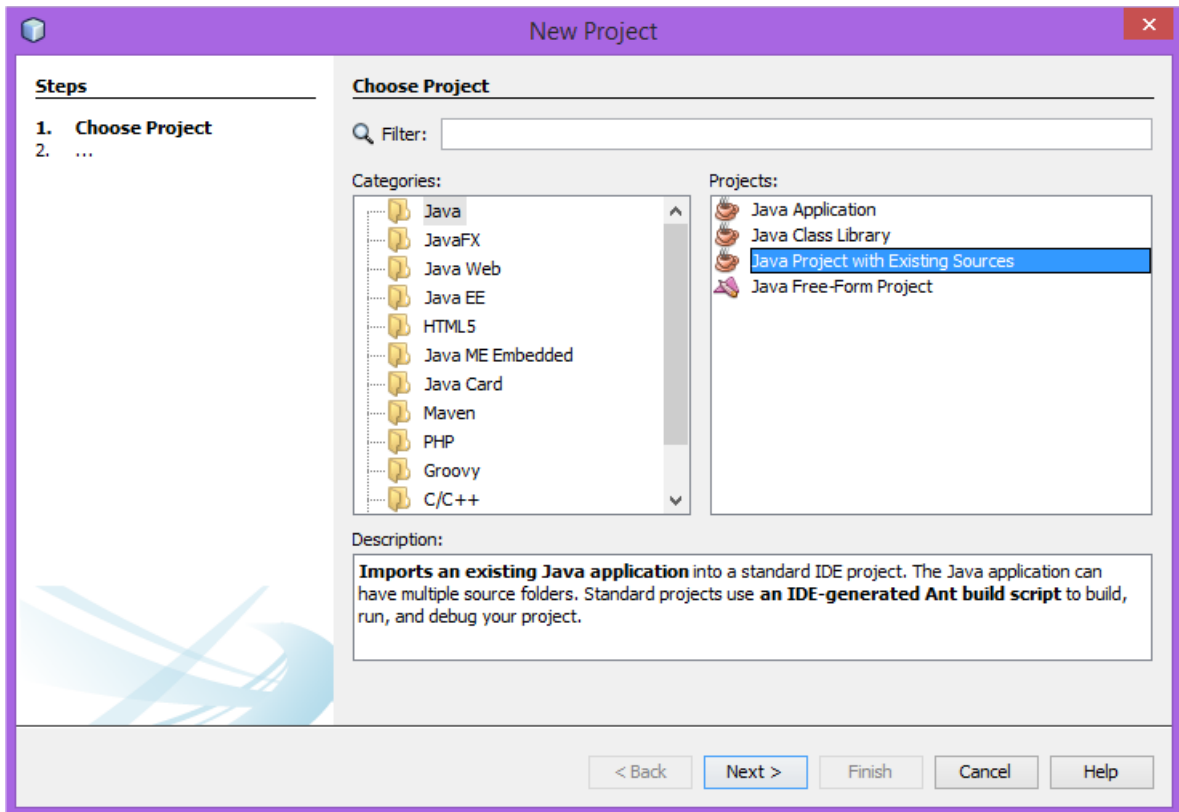 New Project
Steps
1. Choose Project
2. ...
Choose Project
Filter:
Categories:
Java
JavaFX
Java Web
Java EE
HTML5
Java ME Embedded
Java Card
Maven
PHP
Groovy
C/C++
Projects:
Java Application
Java Class Library
Java Project with Existing Sources
Java Free-Form Project
Description:
Imports an existing Java application into a standard IDE project. The Java application can
have multiple source folders. Standard projects use an IDE-generated Ant build script to build,
run, and debug your project.
< Back Next > Finish Cancel Help